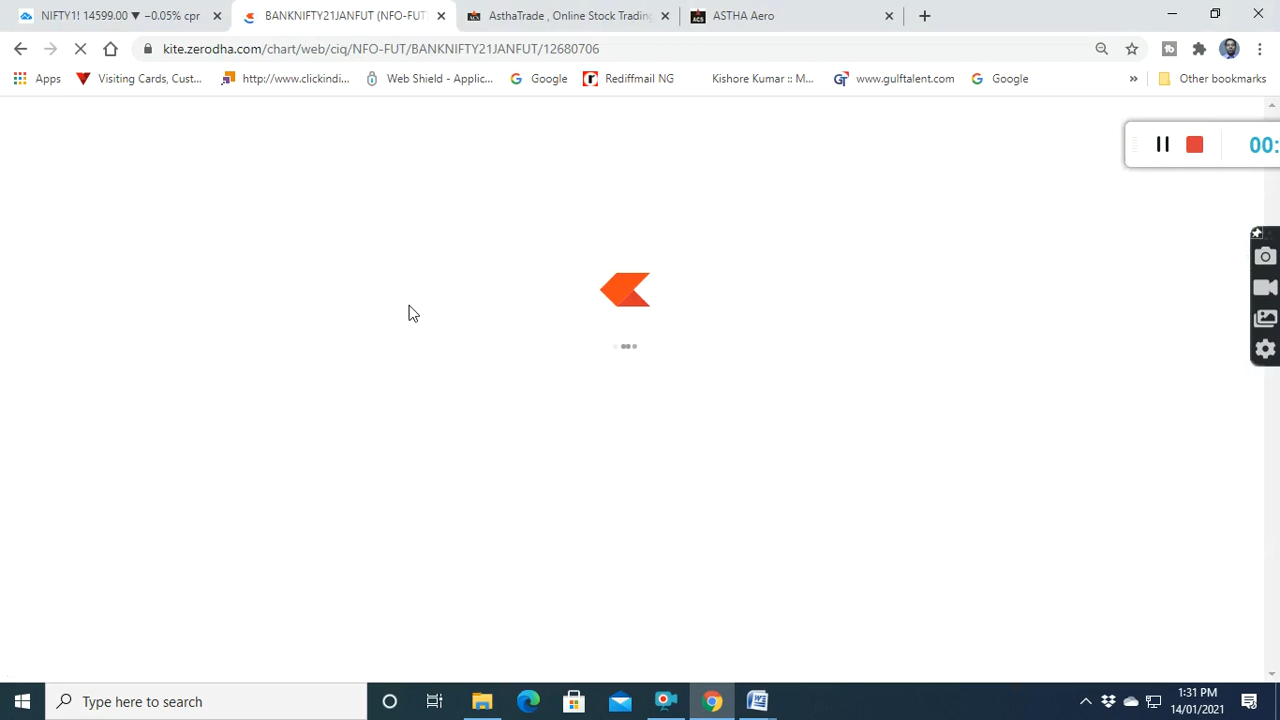 NIFTY1! 14599.00 ▼ −0.05% cpr
BANKNIFTY21JANFUT (NFO-FUT
AsthaTrade , Online Stock Trading
ASTHA Aero
kite.zerodha.com/chart/web/ciq/NFO-FUT/BANKNIFTY21JANFUT/12680706
Apps
Visiting Cards, Cust...
http://www.clickindi...
Web Shield - Applic...
Google
Rediffmail NG
Kishore Kumar :: M...
www.gulftalent.com
Google
»
Other bookmarks
00:
Type here to search
1:31 PM
14/01/2021